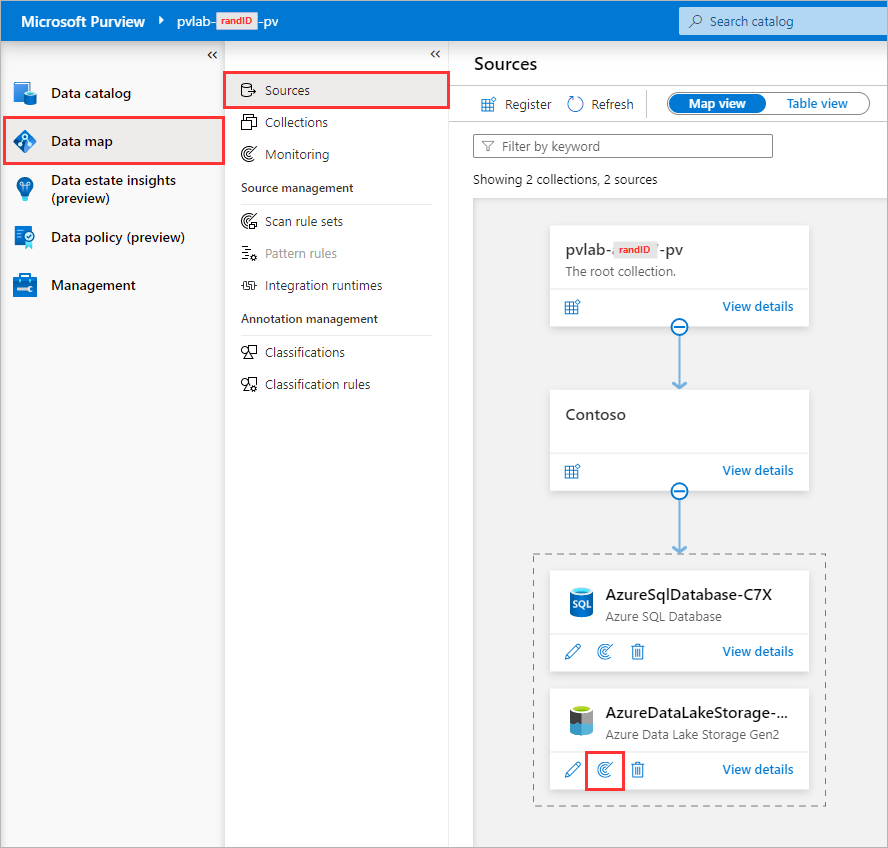 Microsoft Purview pvlab-randID-pv
Search catalog
Data catalog
Data map
Data estate insights
(preview)
Data policy (preview)
Management
Sources
Collections
Monitoring
Source management
Scan rule sets
Pattern rules
Integration runtimes
Annotation management
Classifications
Classification rules
Sources
Register Refresh Map view Table view
Filter by keyword
Showing 2 collections, 2 sources
pvlab-randID-pv
The root collection.
View details
Contoso
View details
SQL
AzureSqlDatabase-C7X
Azure SQL Database
View details
AzureDataLakeStorage-...
Azure Data Lake Storage Gen2
View details